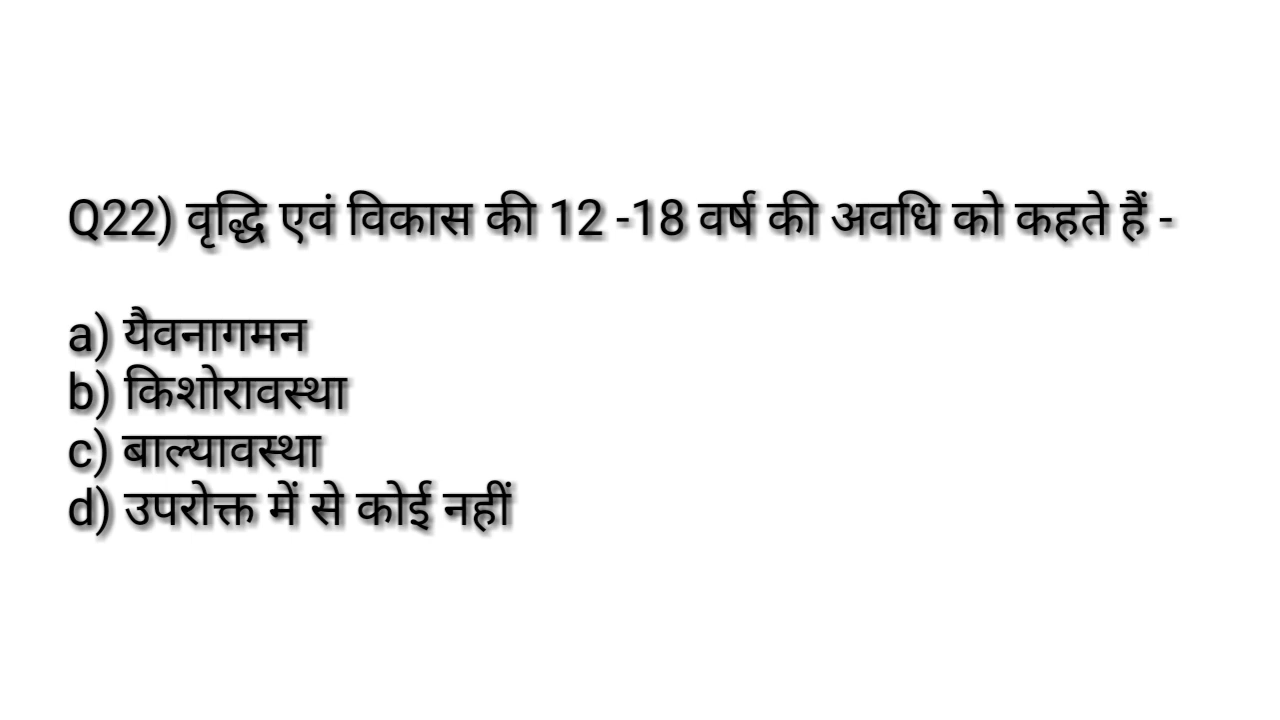 Q22) वृद्धि एवं विकास की 12 -18 वर्ष की अवधि को कहते हैं -
a) यैवनागमन
b) किशोरावस्था
c) बाल्यावस्था
d) उपरोक्त में से कोई नहीं